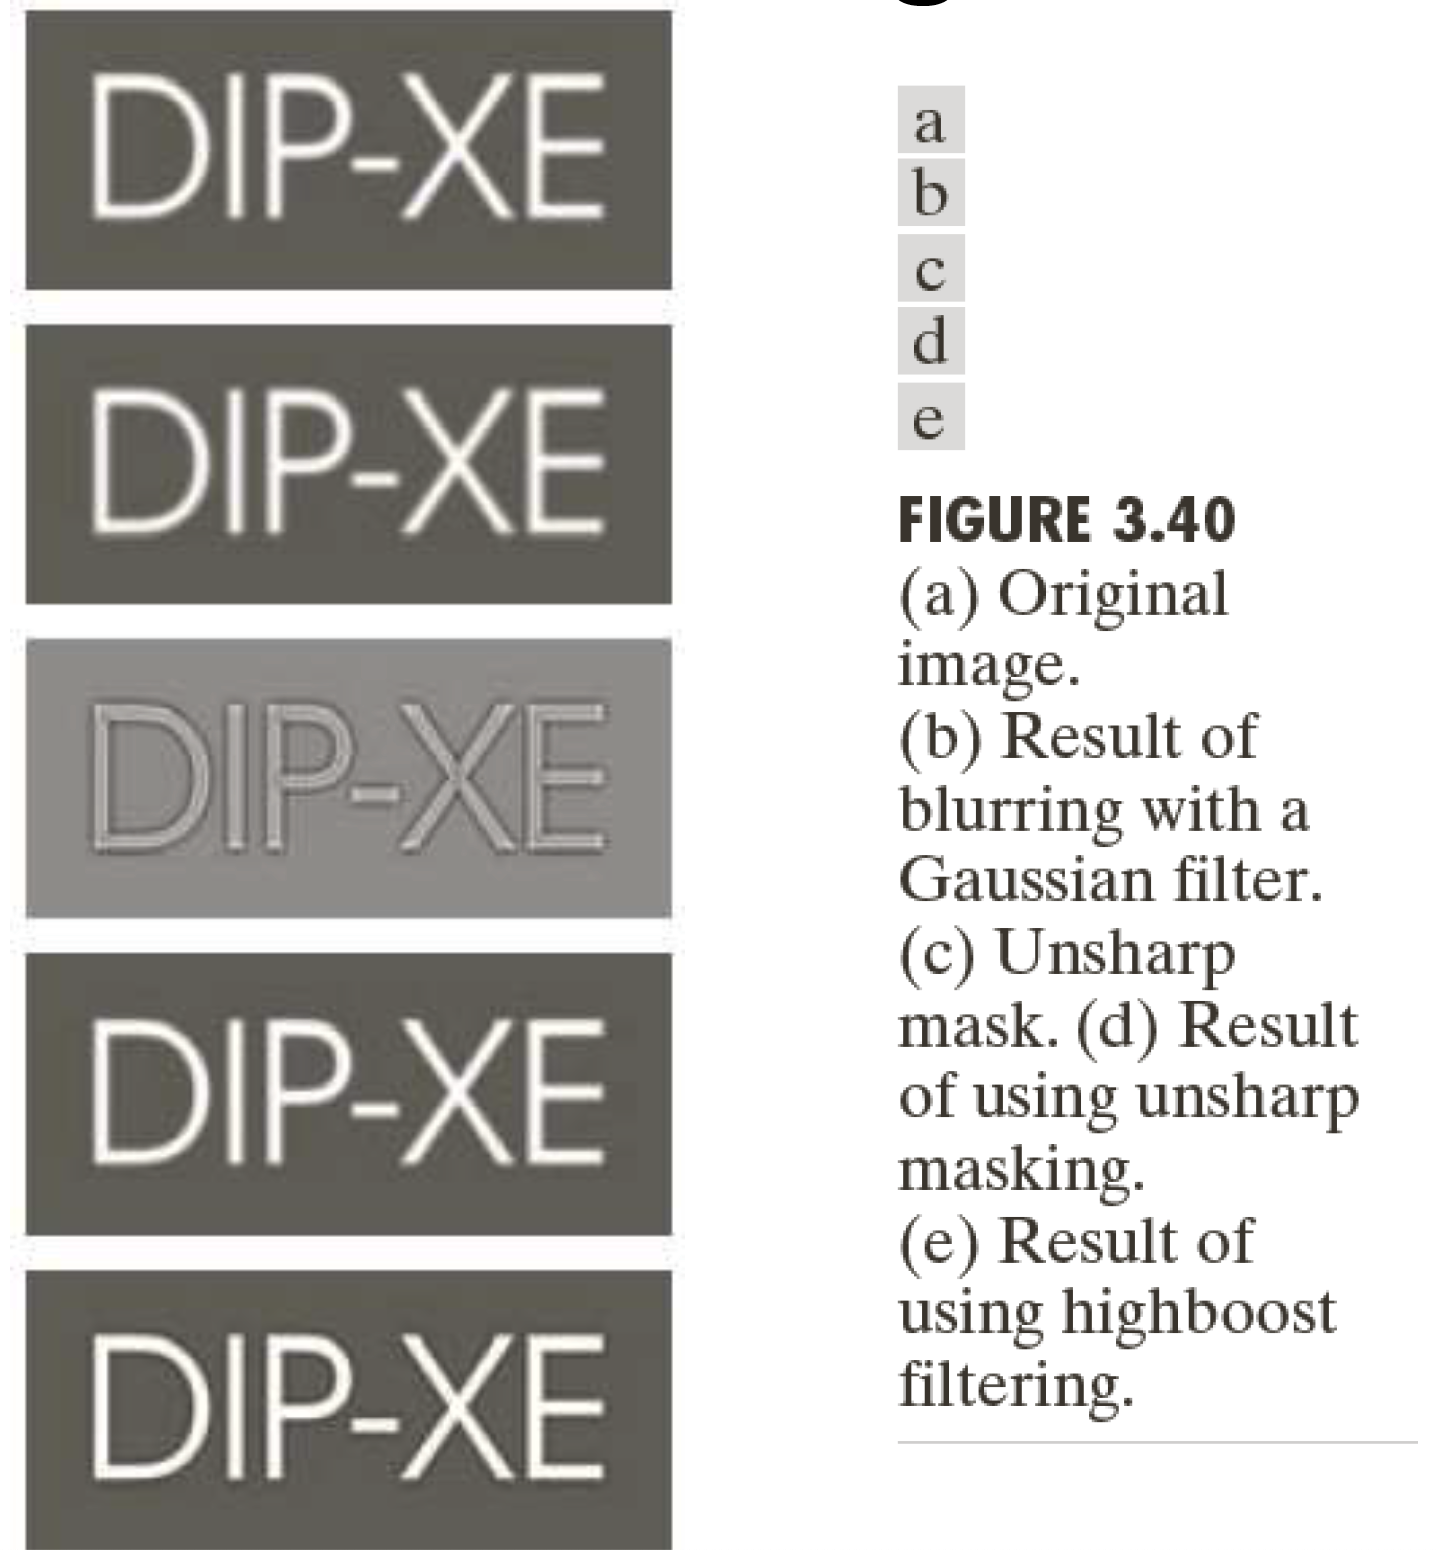 DIP-XE
DIP-XE
DIP-XE
DIP-XE
DIP-XE
a
b
c
d
e
FIGURE 3.40
(a) Original
image.
(b) Result of
blurring with a
Gaussian filter.
(c) Unsharp
mask. (d) Result
of using unsharp
masking.
(e) Result of
using highboost
filtering.